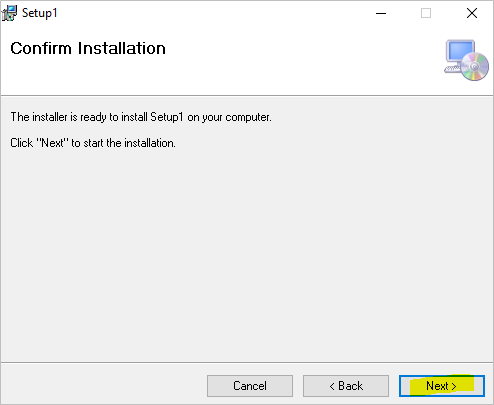 Setup1
Confirm Installation
The installer is ready to install Setup1 on your computer.
Click "Next" to start the installation.
Cancel
< Back
Next >